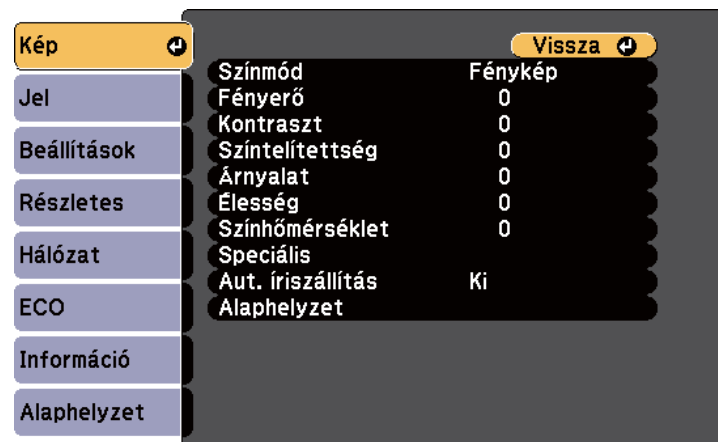 Kép
Jel
Beállítások
Részletes
Hálózat
ECO
Információ
Alaphelyzet
Vissza
Színmód Fénykép
Fényerő 0
Kontraszt 0
Színtelítettség 0
Árnyalat 0
Élesség 0
Színhőmérséklet 0
Speciális
Aut. íriszállítás Ki
Alaphelyzet